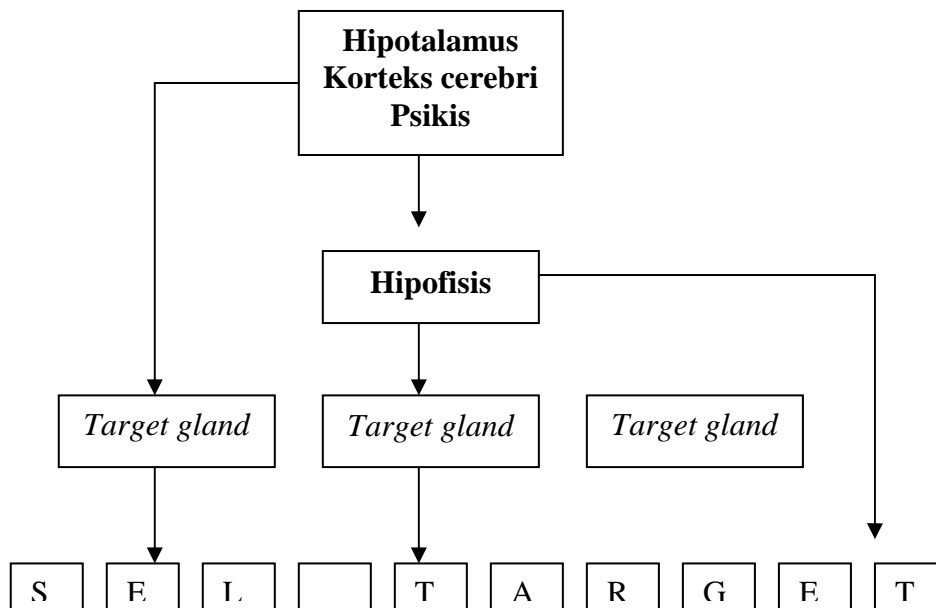 Hipotalamus
Korteks cerebri
Psikis
Hipofisis
Target gland Target gland Target gland
S E L T A R G E T